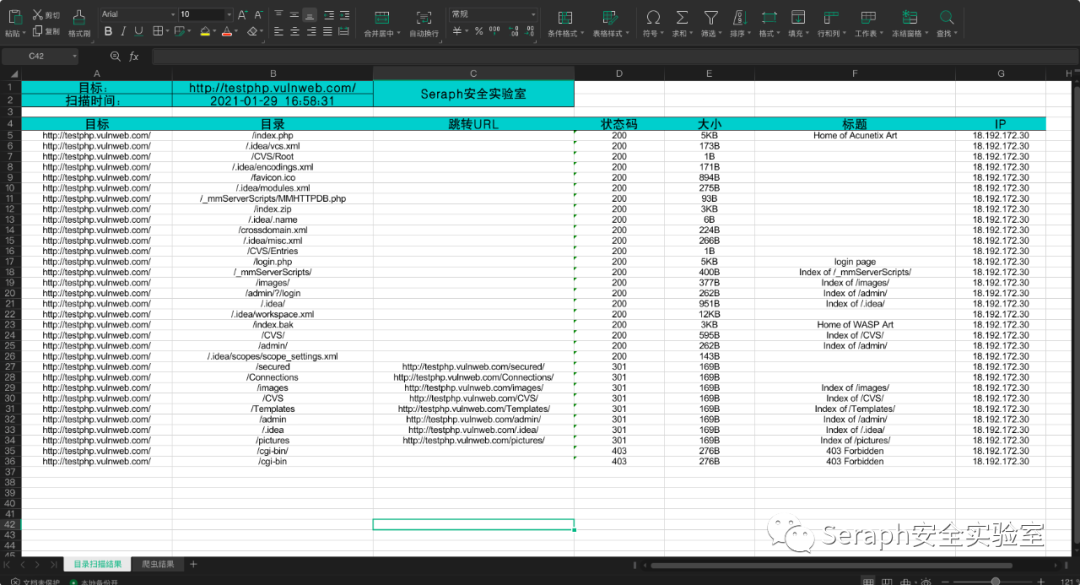 粘贴 剪切 复制 格式刷 Arial 10 B I U 合并居中 自动换行 常规 条件格式 表格样式 符号 求和 筛选 排序 格式 填充 行和列 工作表 冻结窗格 查找
C42 fx
A B C D E F G H
1 目标: http://testphp.vulnweb.com/ Seraph安全实验室
2 扫描时间: 2021-01-29 16:58:31
3
4 目标 目录 跳转URL 状态码 大小 标题 IP
5 http://testphp.vulnweb.com/ /index.php 200 5KB Home of Acunetix Art 18.192.172.30
6 http://testphp.vulnweb.com/ /.idea/vcs.xml 200 173B 18.192.172.30
7 http://testphp.vulnweb.com/ /CVS/Root 200 1B 18.192.172.30
8 http://testphp.vulnweb.com/ /.idea/encodings.xml 200 171B 18.192.172.30
9 http://testphp.vulnweb.com/ /favicon.ico 200 894B 18.192.172.30
10 http://testphp.vulnweb.com/ /.idea/modules.xml 200 275B 18.192.172.30
11 http://testphp.vulnweb.com/ /_mmServerScripts/MMHTTPDB.php 200 93B 18.192.172.30
12 http://testphp.vulnweb.com/ /index.zip 200 3KB 18.192.172.30
13 http://testphp.vulnweb.com/ /.idea/.name 200 6B 18.192.172.30
14 http://testphp.vulnweb.com/ /crossdomain.xml 200 224B 18.192.172.30
15 http://testphp.vulnweb.com/ /.idea/misc.xml 200 266B 18.192.172.30
16 http://testphp.vulnweb.com/ /CVS/Entries 200 1B 18.192.172.30
17 http://testphp.vulnweb.com/ /login.php 200 5KB login page 18.192.172.30
18 http://testphp.vulnweb.com/ /_mmServerScripts/ 200 400B Index of /_mmServerScripts/ 18.192.172.30
19 http://testphp.vulnweb.com/ /images/ 200 377B Index of /images/ 18.192.172.30
20 http://testphp.vulnweb.com/ /admin/?/login 200 262B Index of /admin/ 18.192.172.30
21 http://testphp.vulnweb.com/ /.idea/ 200 951B Index of /.idea/ 18.192.172.30
22 http://testphp.vulnweb.com/ /.idea/workspace.xml 200 12KB 18.192.172.30
23 http://testphp.vulnweb.com/ /index.bak 200 3KB Home of WASP Art 18.192.172.30
24 http://testphp.vulnweb.com/ /CVS/ 200 595B Index of /CVS/ 18.192.172.30
25 http://testphp.vulnweb.com/ /admin/ 200 262B Index of /admin/ 18.192.172.30
26 http://testphp.vulnweb.com/ /.idea/scopes/scope_settings.xml 200 143B 18.192.172.30
27 http://testphp.vulnweb.com/ /secured http://testphp.vulnweb.com/secured/ 301 169B 18.192.172.30
28 http://testphp.vulnweb.com/ /Connections http://testphp.vulnweb.com/Connections/ 301 169B 18.192.172.30
29 http://testphp.vulnweb.com/ /images http://testphp.vulnweb.com/images/ 301 169B Index of /images/ 18.192.172.30
30 http://testphp.vulnweb.com/ /CVS http://testphp.vulnweb.com/CVS/ 301 169B Index of /CVS/ 18.192.172.30
31 http://testphp.vulnweb.com/ /Templates http://testphp.vulnweb.com/Templates/ 301 169B Index of /Templates/ 18.192.172.30
32 http://testphp.vulnweb.com/ /admin http://testphp.vulnweb.com/admin/ 301 169B Index of /admin/ 18.192.172.30
33 http://testphp.vulnweb.com/ /.idea http://testphp.vulnweb.com/.idea/ 301 169B Index of /.idea/ 18.192.172.30
34 http://testphp.vulnweb.com/ /pictures http://testphp.vulnweb.com/pictures/ 301 169B Index of /pictures/ 18.192.172.30
35 http://testphp.vulnweb.com/ /cgi-bin/ 403 276B 403 Forbidden 18.192.172.30
36 http://testphp.vulnweb.com/ /cgi-bin 403 276B 403 Forbidden 18.192.172.30
37
38
39
40
41
42
43
44
Seraph安全实验室
目录扫描结果 爬虫结果 +
文档未保护 本地备份开